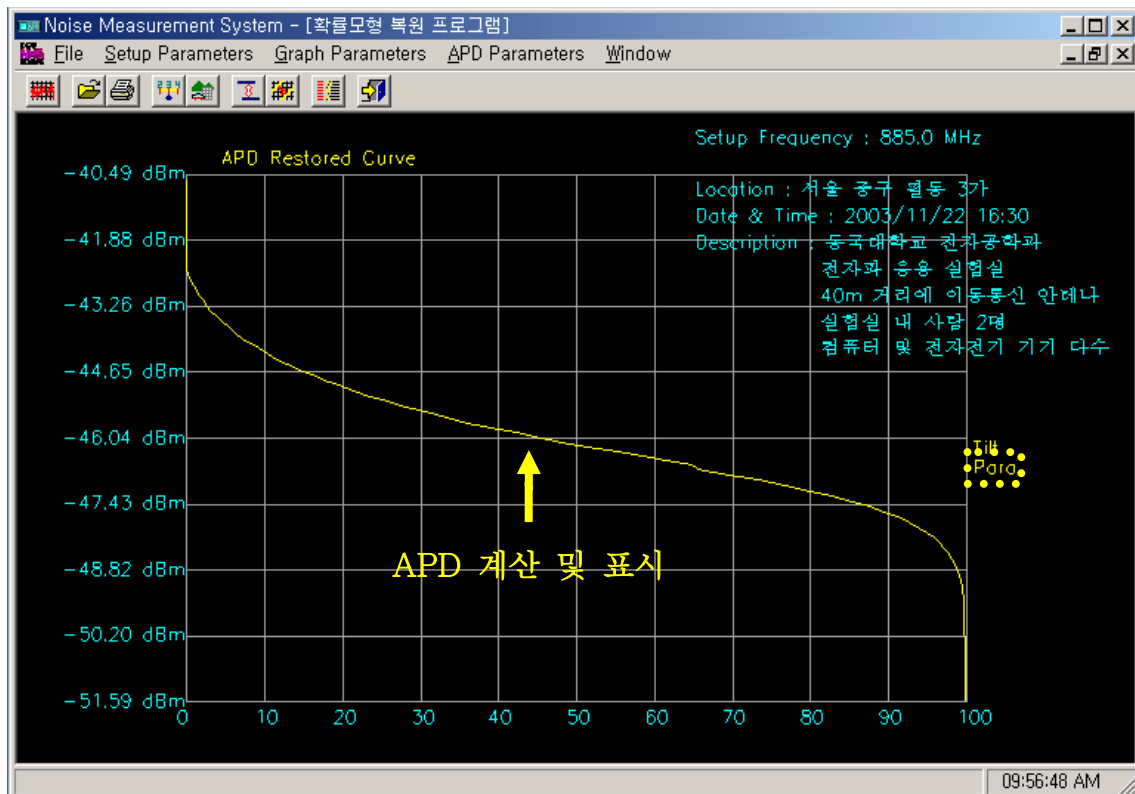 Noise Measurement System - [확률모형 복원 프로그램]
File Setup Parameters Graph Parameters APD Parameters Window
Setup Frequency : 885.0 MHz
APD Restored Curve
Location : 서울 중구 필동 3가
Date & Time : 2003/11/22 16:30
Description : 동국대학교 전자공학과
전자파 응용 실험실
40m 거리에 이동통신 안테나
실험실 내 사람 2명
컴퓨터 및 전자전기 기기 다수
-40.49 dBm
-41.88 dBm
-43.26 dBm
-44.65 dBm
-46.04 dBm
-47.43 dBm
-48.82 dBm
-50.20 dBm
-51.59 dBm
Tilt
Para
APD 계산 및 표시
0 10 20 30 40 50 60 70 80 90 100
09:56:48 AM